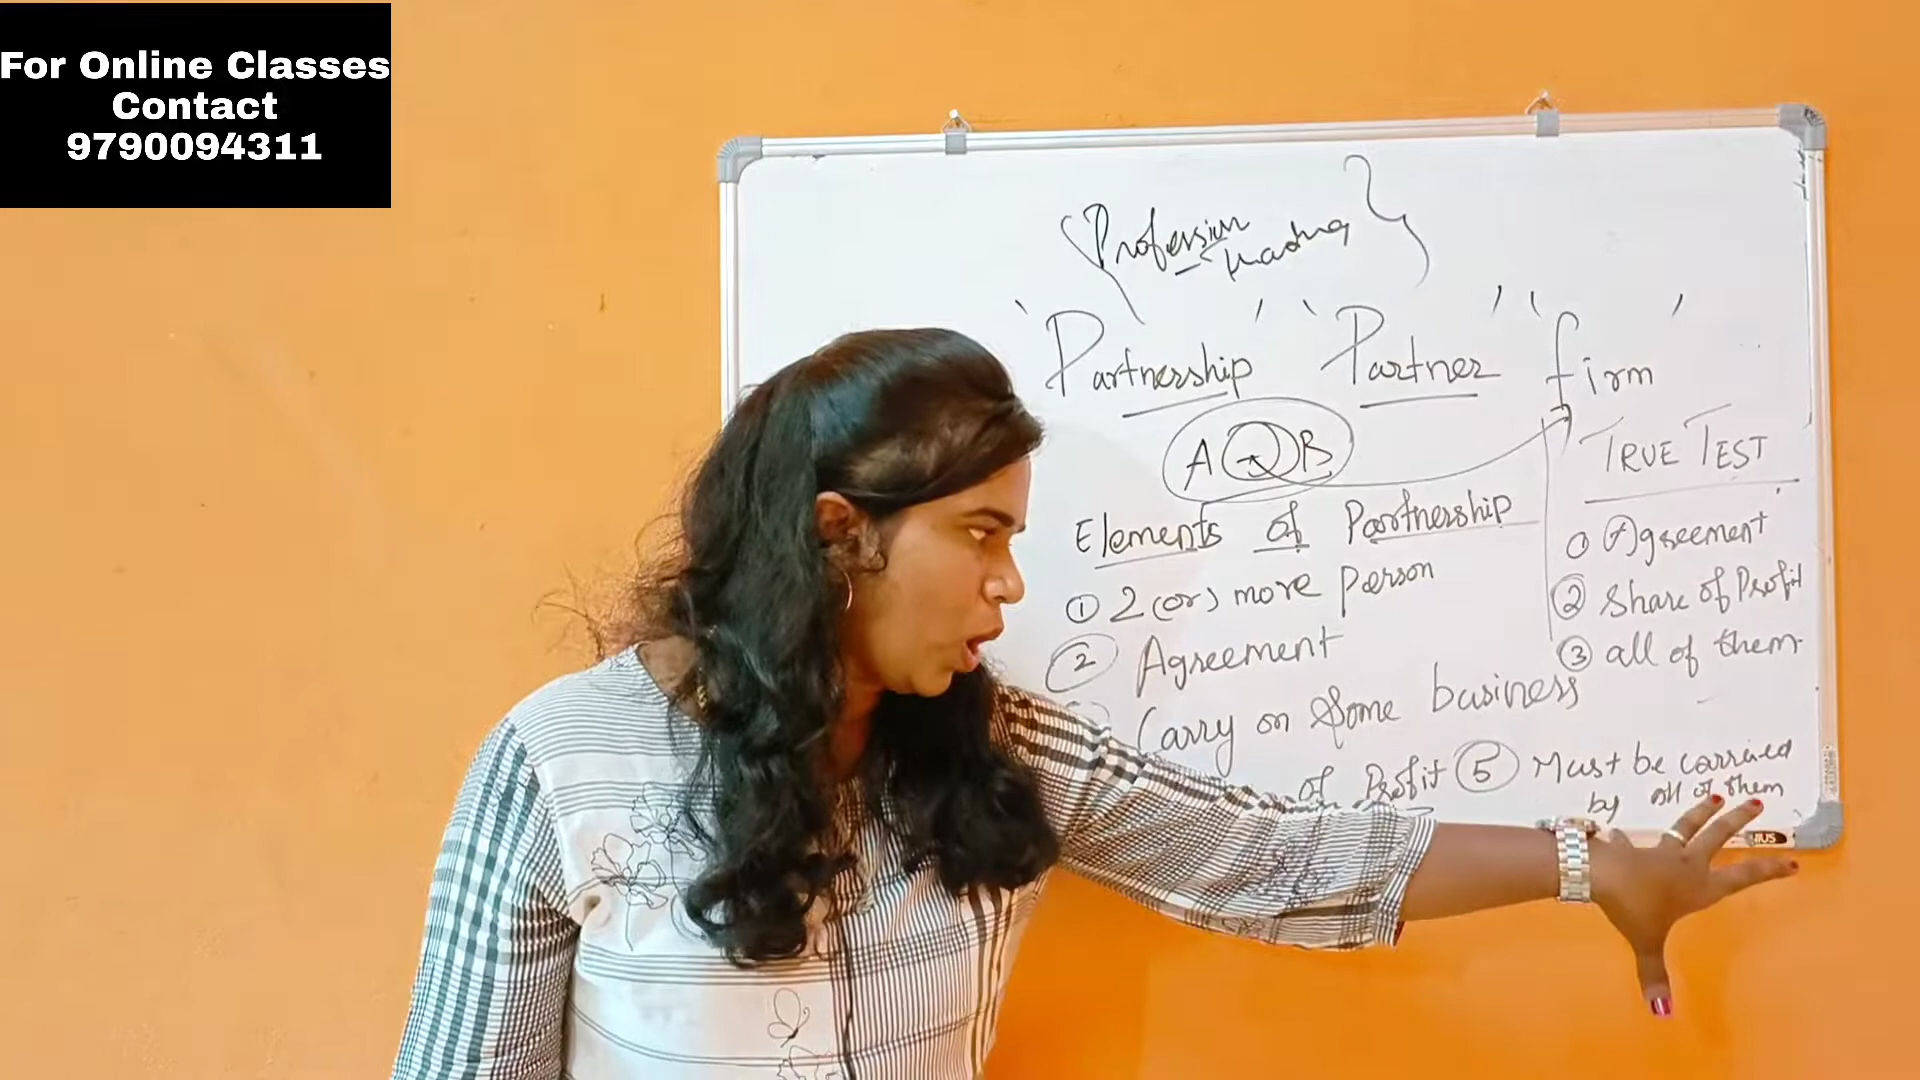 For Online Classes
Contact
9790094311
Profession
trading
'Partnership' 'Partner' 'firm'
A B
TRUE TEST
① Agreement
② Share of Profit
③ all of them.
Elements of Partnership
① 2 (or) more person
② Agreement
Carry on some business
of Profit ⑤ Must be carried
by all of them